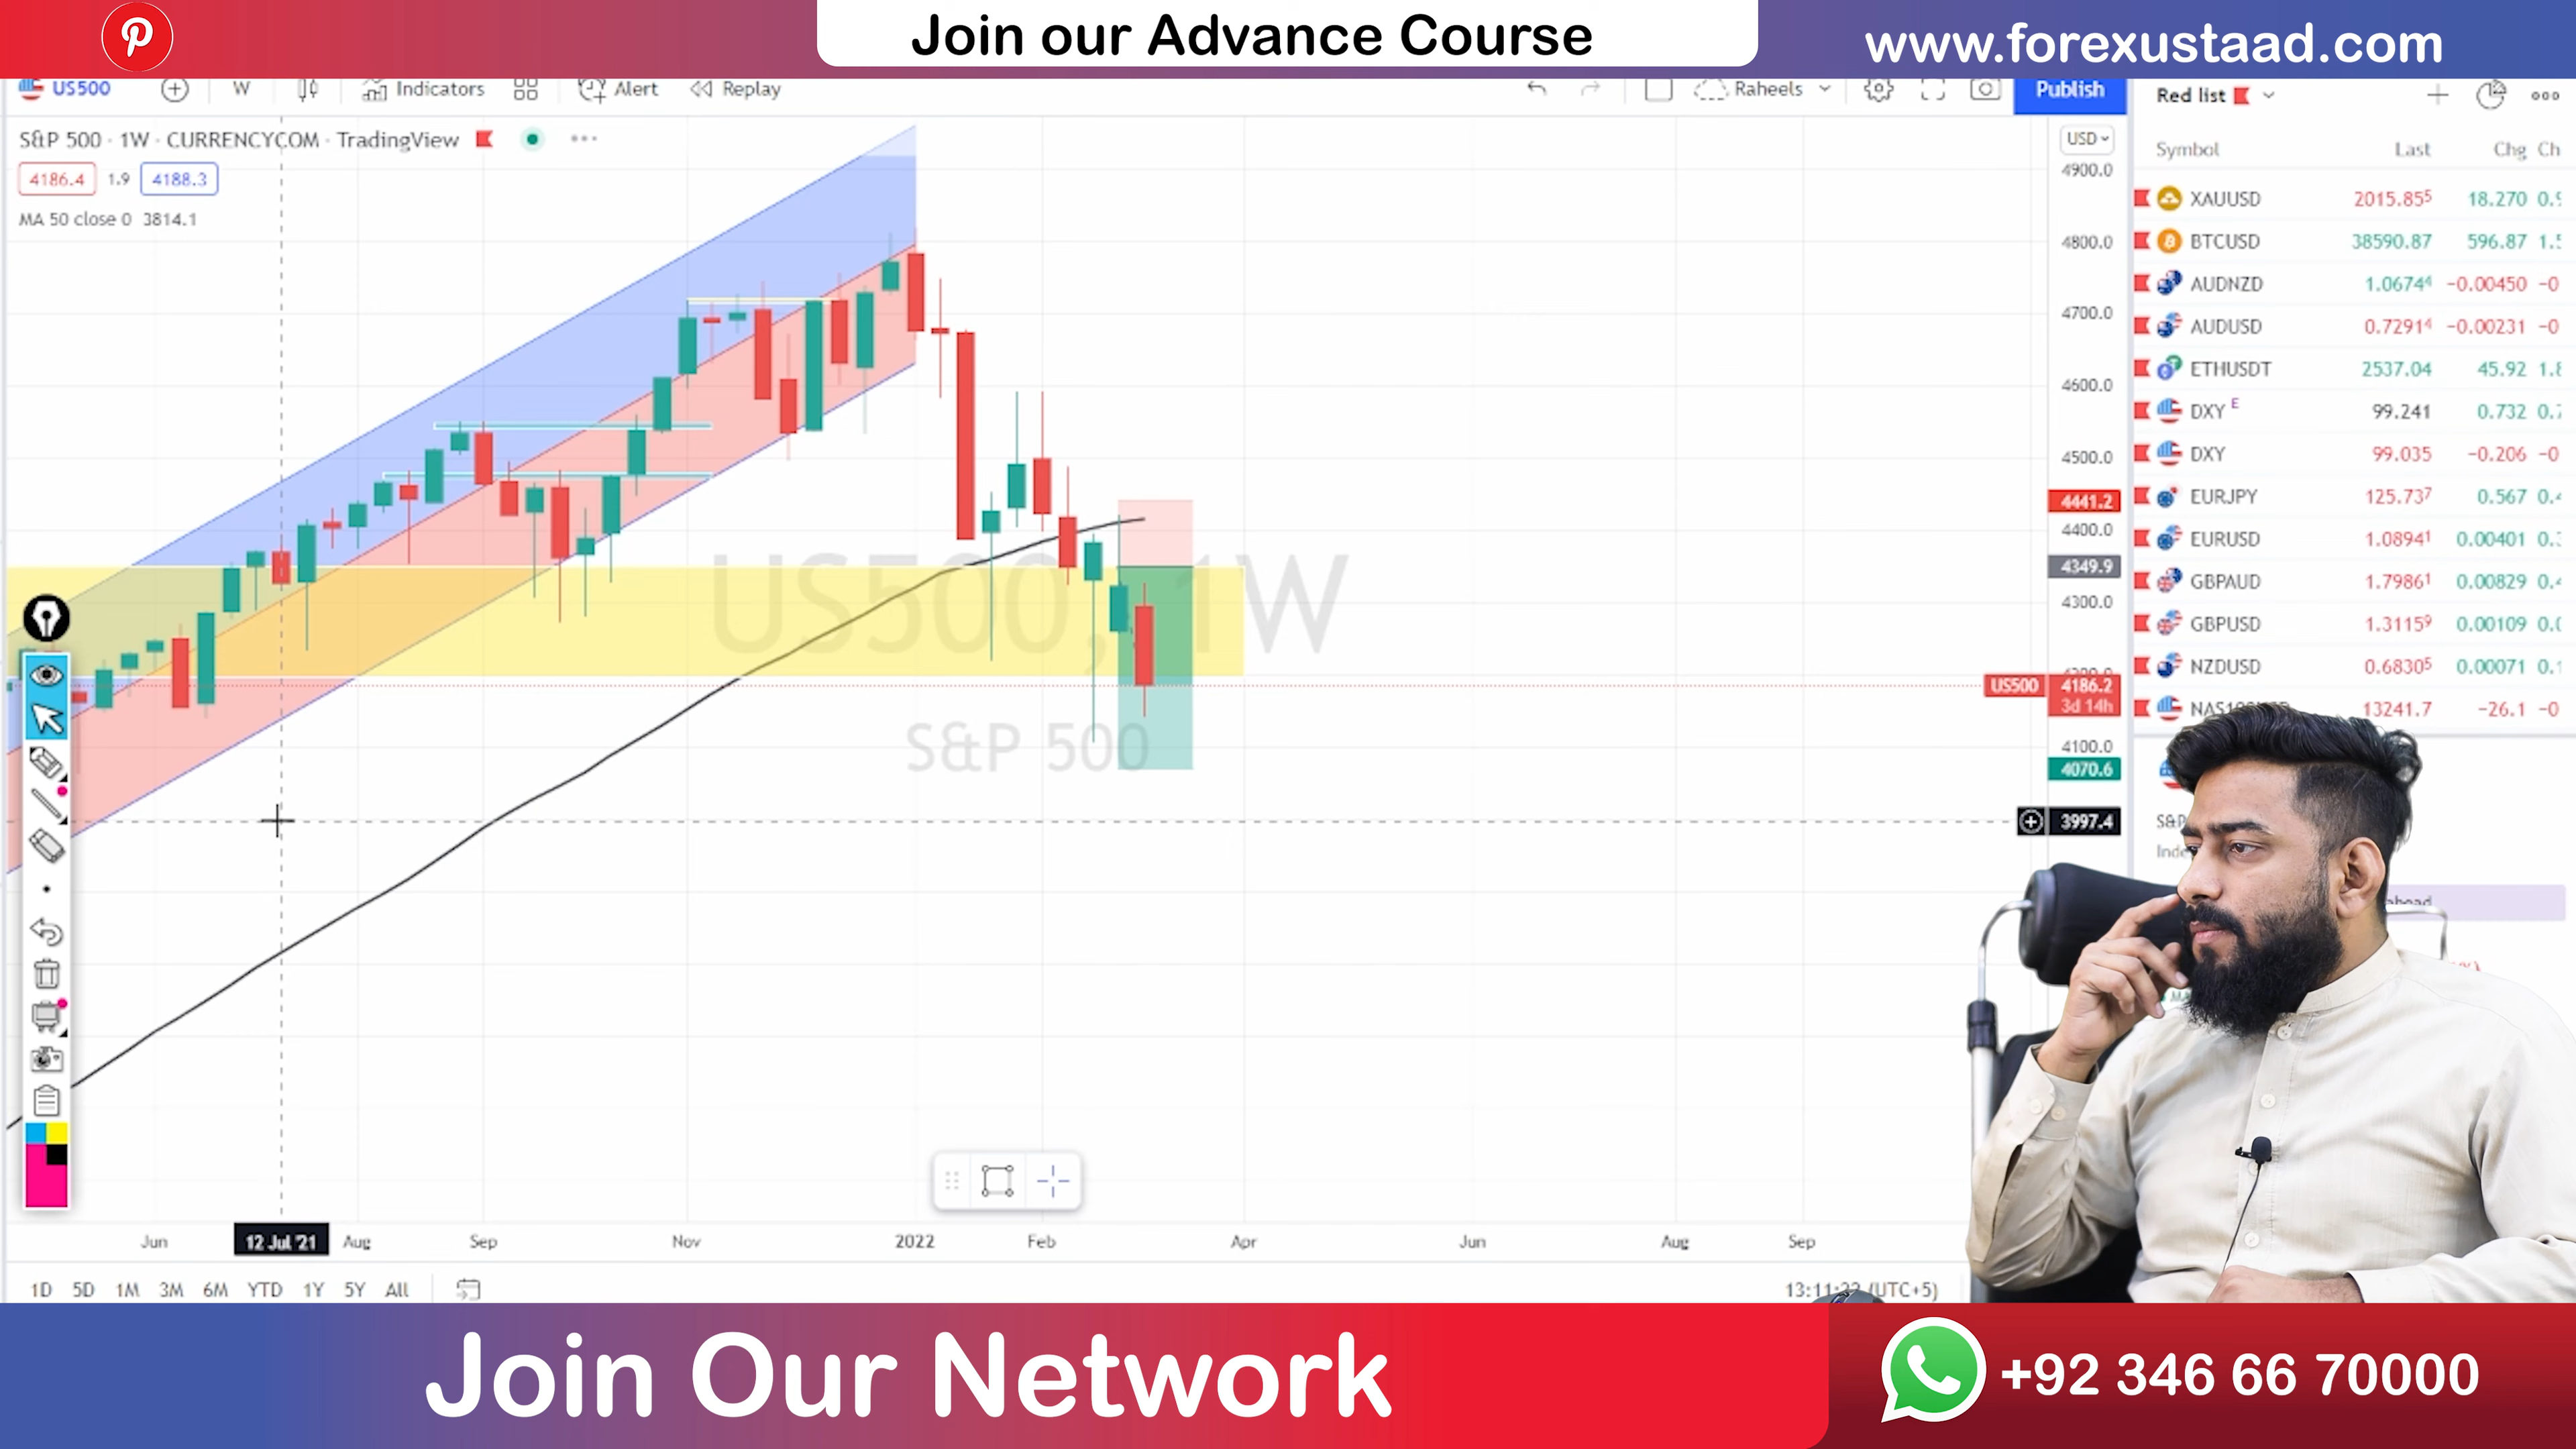 Join our Advance Course
www.forexustaad.com
US500 W Indicators Alert Replay Raheels Publish
Red list
S&P 500 · 1W · CURRENCYCOM · TradingView
USD
Symbol Last Chg Ch
4186.4 1.9 4188.3
MA 50 close 0 3814.1
4900.0
4800.0
4700.0
4600.0
4500.0
4441.2
4400.0
4349.9
4300.0
US500 4186.2
3d 14h
4100.0
4070.6
3997.4
US500, 1W
S&P 500
XAUUSD 2015.855 18.270
BTCUSD 38590.87 596.87
AUDNZD 1.06744 −0.00450 −0
AUDUSD 0.72914 −0.00231 −0
ETHUSDT 2537.04 45.92
DXY E 99.241 0.732
DXY 99.035 −0.206 −0
EURJPY 125.737 0.567
EURUSD 1.08941 0.00401
GBPAUD 1.79861 0.00829
GBPUSD 1.31159 0.00109
NZDUSD 0.68305 0.00071
13241.7 −26.1 −0
Jun 12 Jul '21 Aug Sep Nov 2022 Feb Apr Jun Aug Sep
1D 5D 1M 3M 6M YTD 1Y 5Y All
(UTC+5)
Join Our Network
+92 346 66 70000